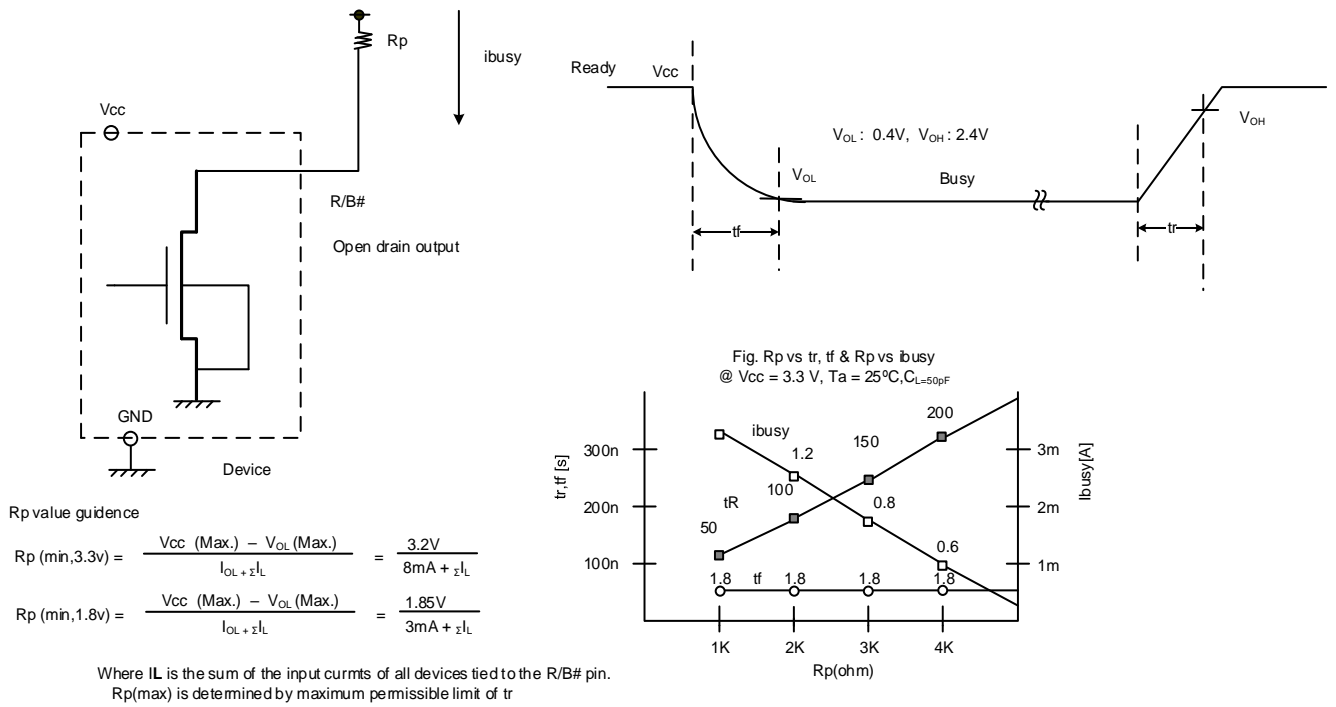 Rp
ibusy
Vcc
R/B#
Open drain output
GND
Device
Ready
Vcc
VOL : 0.4V, VOH : 2.4V
VOL
VOH
Busy
tf
tr
Fig. Rp vs tr, tf & Rp vs ibusy
@ Vcc = 3.3 V, Ta = 25ºC,CL=50pF
tr,tf [s]
300n
200n
100n
ibusy
1.2
0.8
0.6
tR
50
100
150
200
1.8 tf 1.8 1.8 1.8
3m
2m
1m
Ibusy[A]
1K 2K 3K 4K
Rp(ohm)
Rp value guidence
Rp (min,3.3v) = Vcc (Max.) – VOL (Max.) = 3.2V
IOL + ΣIL 8mA + ΣIL
Rp (min,1.8v) = Vcc (Max.) – VOL (Max.) = 1.85V
IOL + ΣIL 3mA + ΣIL
Where IL is the sum of the input currnts of all devices tied to the R/B# pin.
Rp(max) is determined by maximum permissible limit of tr